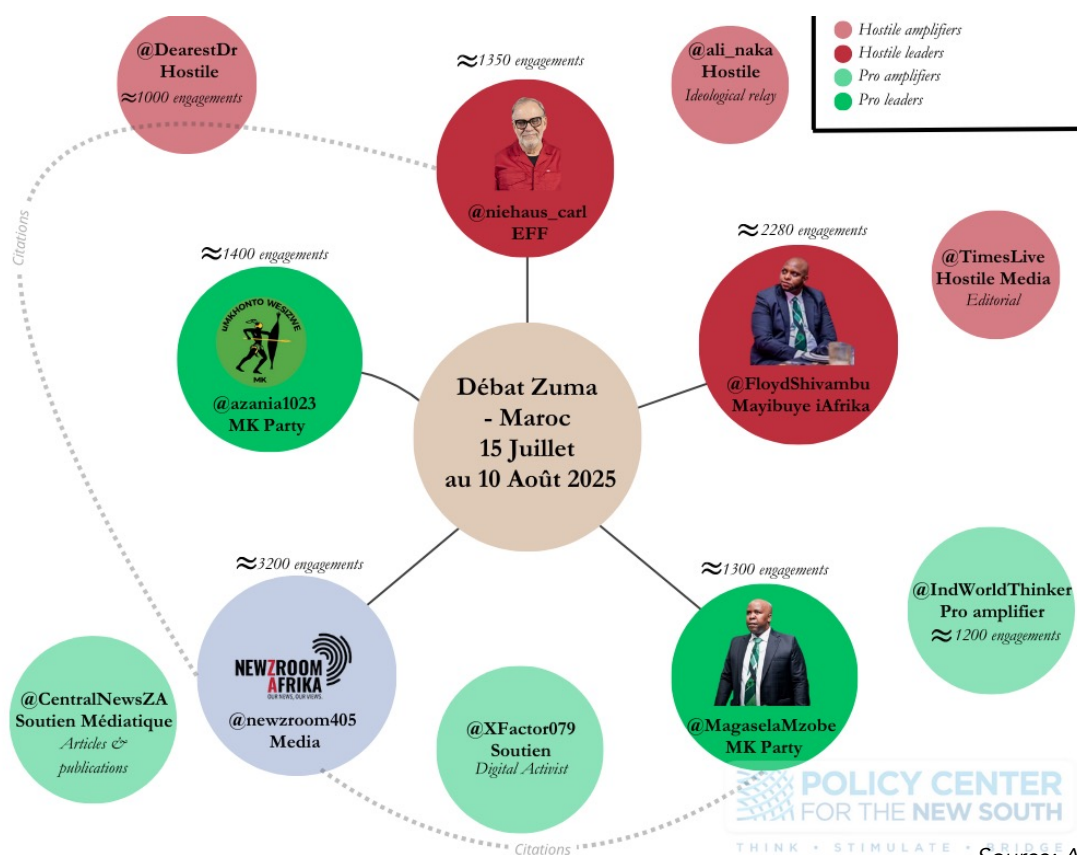 @DearestDr
Hostile
≈1000 engagements
≈1350 engagements
@niehaus_carl
EFF
@ali_naka
Hostile
Ideological relay
Hostile amplifiers
Hostile leaders
Pro amplifiers
Pro leaders
Citations
≈1400 engagements
uMKHONTO WESIZWE
MK
@azania1023
MK Party
≈2280 engagements
@FloydShivambu
Mayibuye iAfrika
@TimesLive
Hostile Media
Editorial
Débat Zuma
- Maroc
15 Juillet
au 10 Août 2025
≈3200 engagements
NEWZROOM
AFRIKA
OUR NEWS, OUR VIEWS.
@newzroom405
Media
≈1300 engagements
@MagaselaMzobe
MK Party
@IndWorldThinker
Pro amplifier
≈1200 engagements
@CentralNewsZA
Soutien Médiatique
Articles &
publications
@XFactor079
Soutien
Digital Activist
Citations
POLICY CENTER
FOR THE NEW SOUTH
THINK • STIMULATE • BRIDGE
Source: A